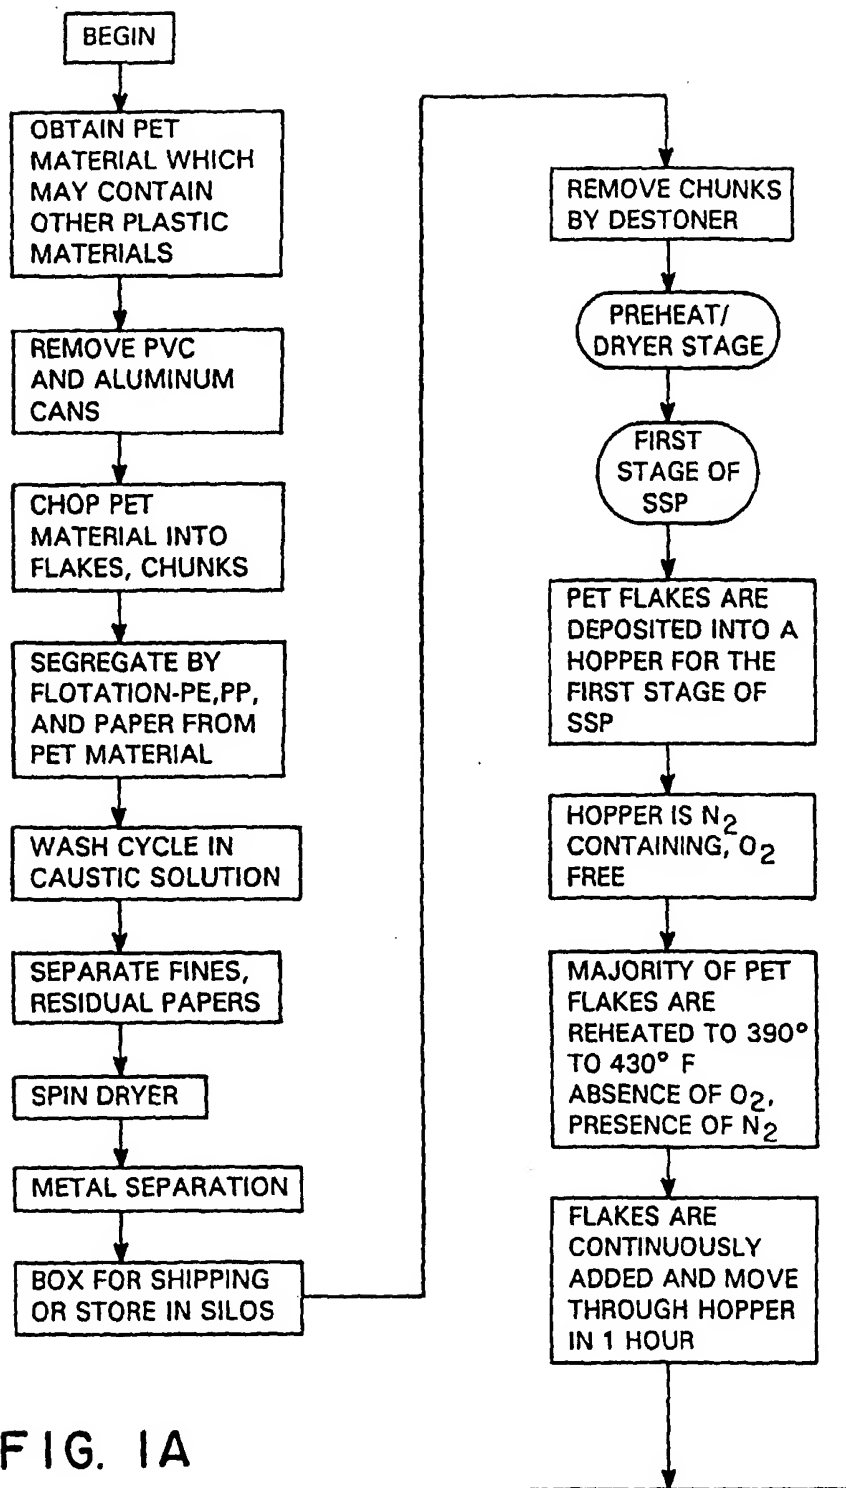 BEGIN
OBTAIN PET
MATERIAL WHICH
MAY CONTAIN
OTHER PLASTIC
MATERIALS
REMOVE PVC
AND ALUMINUM
CANS
CHOP PET
MATERIAL INTO
FLAKES, CHUNKS
SEGREGATE BY
FLOTATION-PE,PP,
AND PAPER FROM
PET MATERIAL
WASH CYCLE IN
CAUSTIC SOLUTION
SEPARATE FINES,
RESIDUAL PAPERS
SPIN DRYER
METAL SEPARATION
BOX FOR SHIPPING
OR STORE IN SILOS
REMOVE CHUNKS
BY DESTONER
PREHEAT/
DRYER STAGE
FIRST
STAGE OF
SSP
PET FLAKES ARE
DEPOSITED INTO A
HOPPER FOR THE
FIRST STAGE OF
SSP
HOPPER IS N2
CONTAINING, O2
FREE
MAJORITY OF PET
FLAKES ARE
REHEATED TO 390°
TO 430° F
ABSENCE OF O2,
PRESENCE OF N2
FLAKES ARE
CONTINUOUSLY
ADDED AND MOVE
THROUGH HOPPER
IN 1 HOUR
FIG. 1A